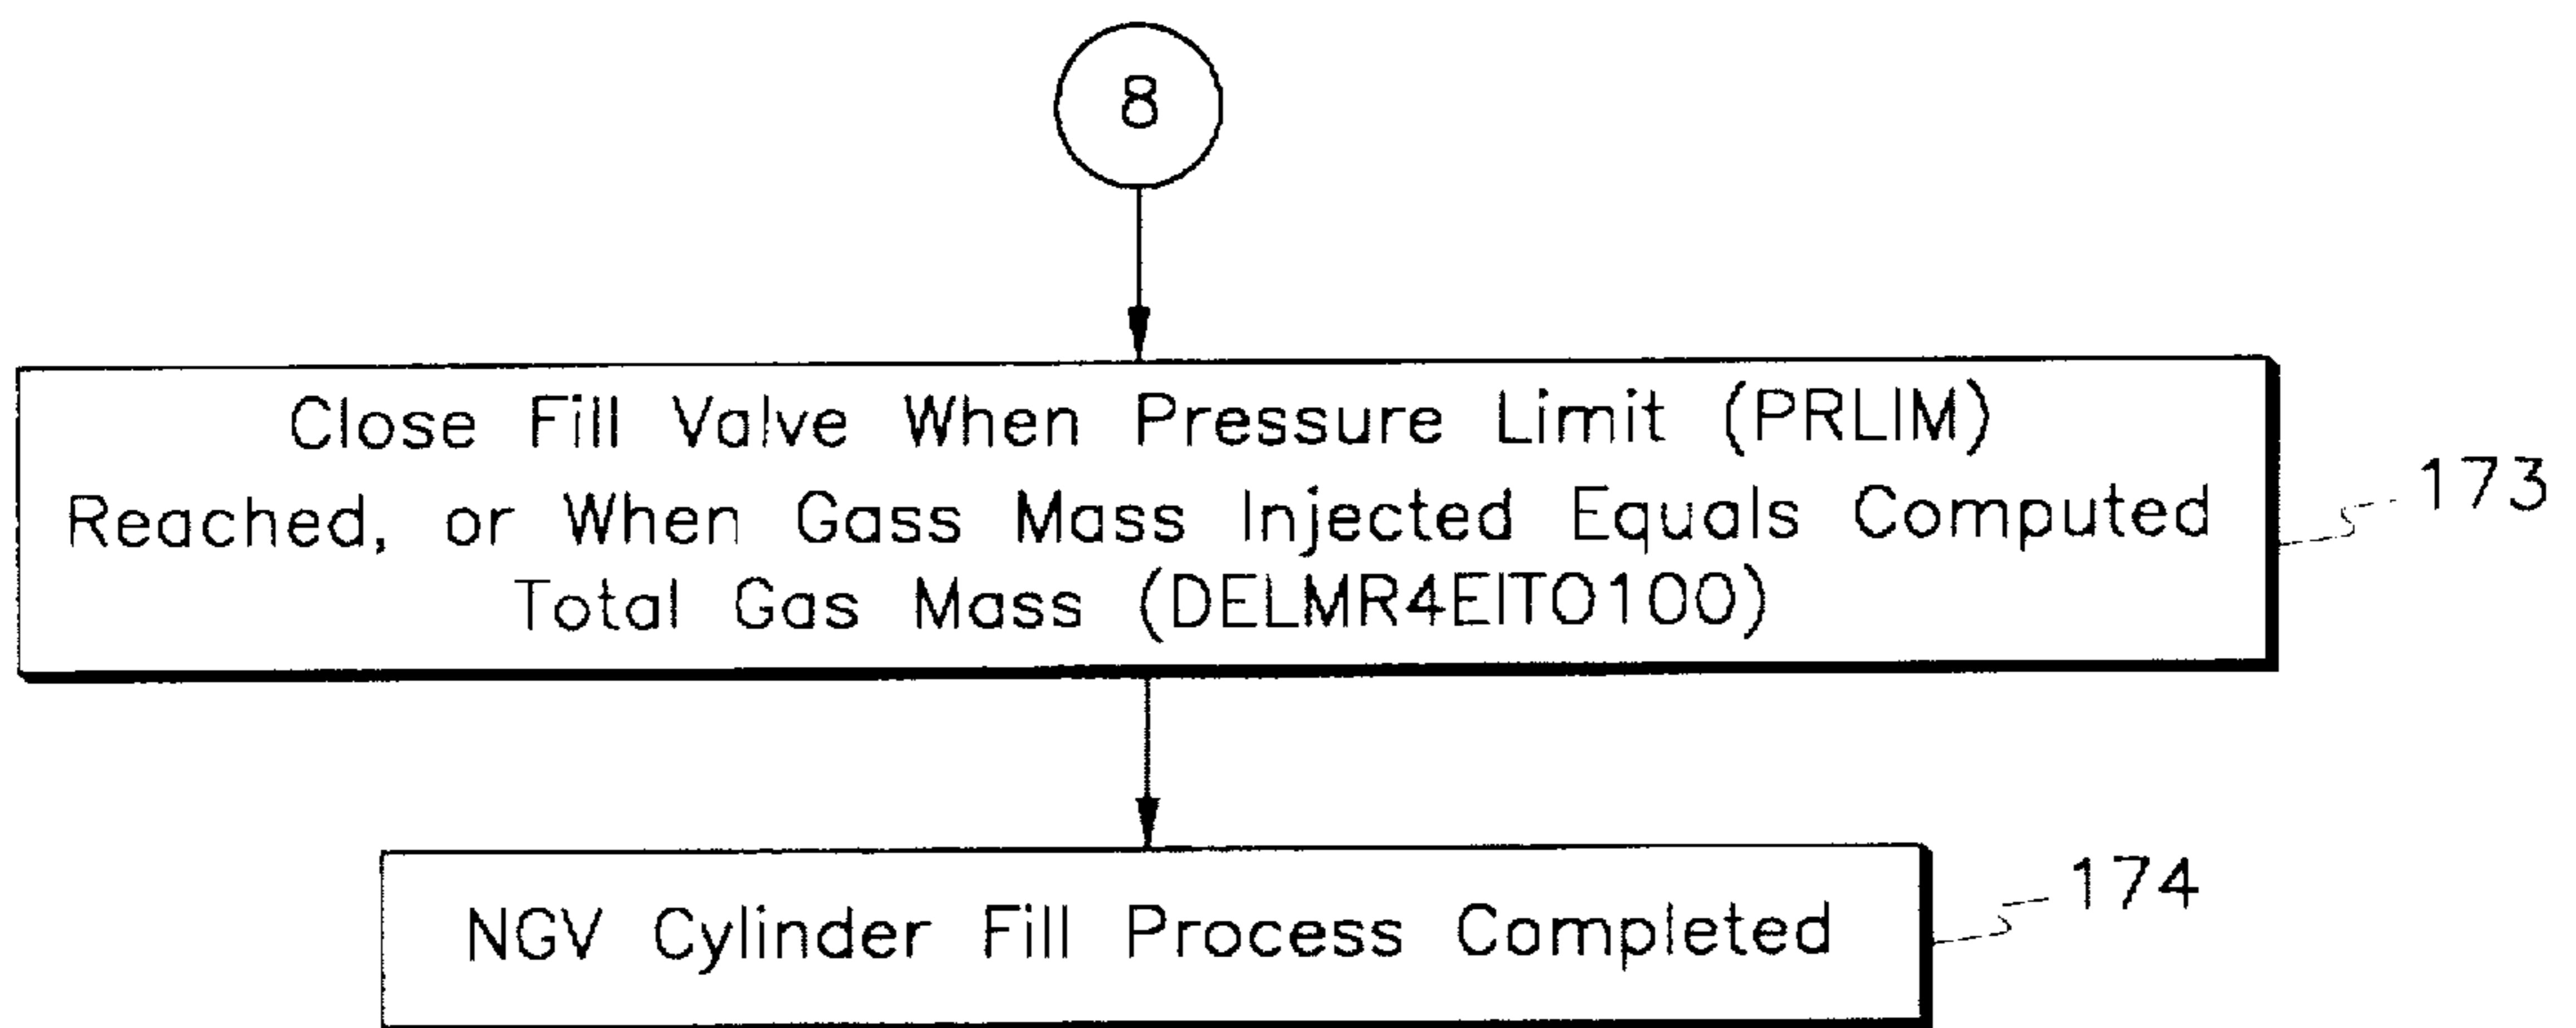 8
Close Fill Valve When Pressure Limit (PRLIM)
Reached, or When Gass Mass Injected Equals Computed
Total Gas Mass (DELMR4EITO100)
173
NGV Cylinder Fill Process Completed
174